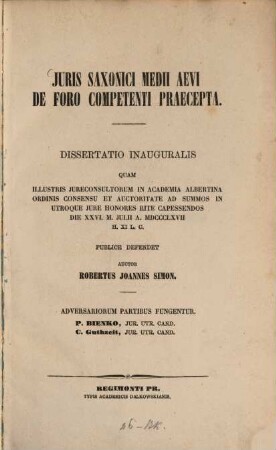 JURIS SAXONICI MEDII AEVI
DE FORO COMPETENTI PRAECEPTA.
DISSERTATIO INAUGURALIS
QUAM
ILLUSTRIS JURECONSULTORUM IN ACADEMIA ALBERTINA
ORDINIS CONSENSU ET AUCTORITATE AD SUMMOS IN
UTROQUE JURE HONORES RITE CAPESSENDOS
DIE XXVI. M. JULII A. MDCCCLXVII
H. XI L. C.
PUBLICE DEFENDET
AUCTOR
ROBERTUS JOANNES SIMON.
ADVERSARIORUM PARTIBUS FUNGENTUR:
P. BIENKO, JUR. UTR. CAND.
C. Guthzeit, JUR. UTR. CAND.
REGIMONTI PR.
TYPIS ACADEMICIS DALKOWSKIANIS.